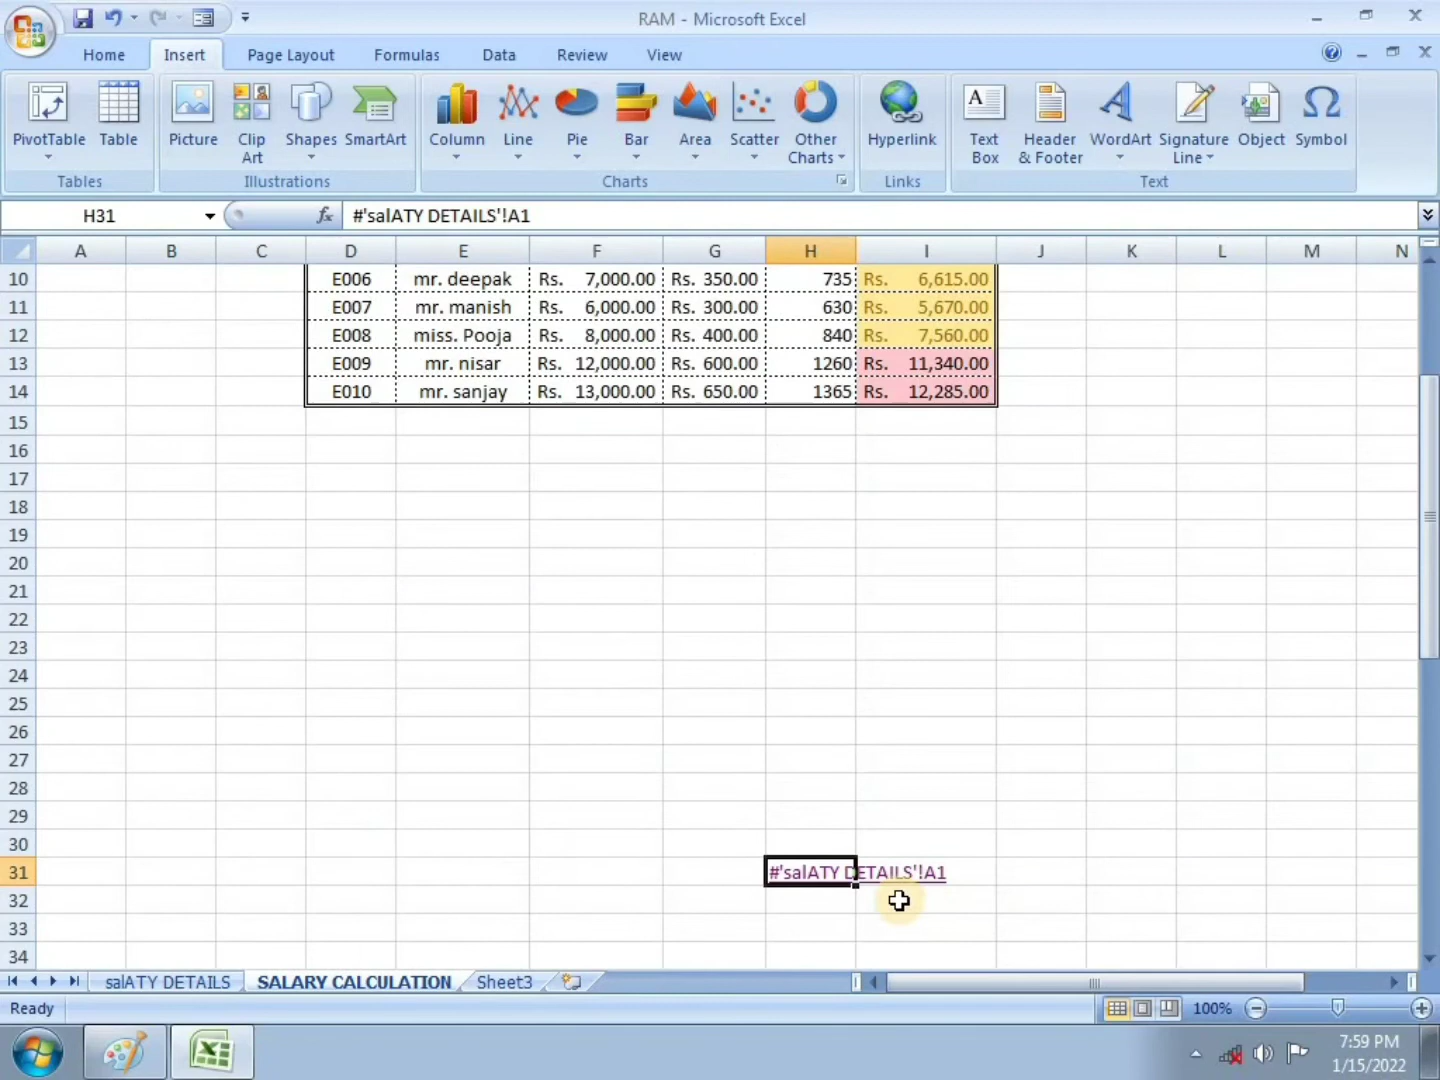 RAM - Microsoft Excel
Home Insert Page Layout Formulas Data Review View
PivotTable Table Picture Clip Art Shapes SmartArt Column Line Pie Bar Area Scatter Other Charts Hyperlink Text Box Header & Footer WordArt Signature Line Object Symbol
Tables Illustrations Charts Links Text
H31 fx #'salATY DETAILS'!A1
A B C D E F G H I J K L M N
10 E006 mr. deepak Rs. 7,000.00 Rs. 350.00 735 Rs. 6,615.00
11 E007 mr. manish Rs. 6,000.00 Rs. 300.00 630 Rs. 5,670.00
12 E008 miss. Pooja Rs. 8,000.00 Rs. 400.00 840 Rs. 7,560.00
13 E009 mr. nisar Rs. 12,000.00 Rs. 600.00 1260 Rs. 11,340.00
14 E010 mr. sanjay Rs. 13,000.00 Rs. 650.00 1365 Rs. 12,285.00
15
16
17
18
19
20
21
22
23
24
25
26
27
28
29
30
31 #'salATY DETAILS'!A1
32
33
34
salATY DETAILS SALARY CALCULATION Sheet3
Ready 100%
7:59 PM
1/15/2022